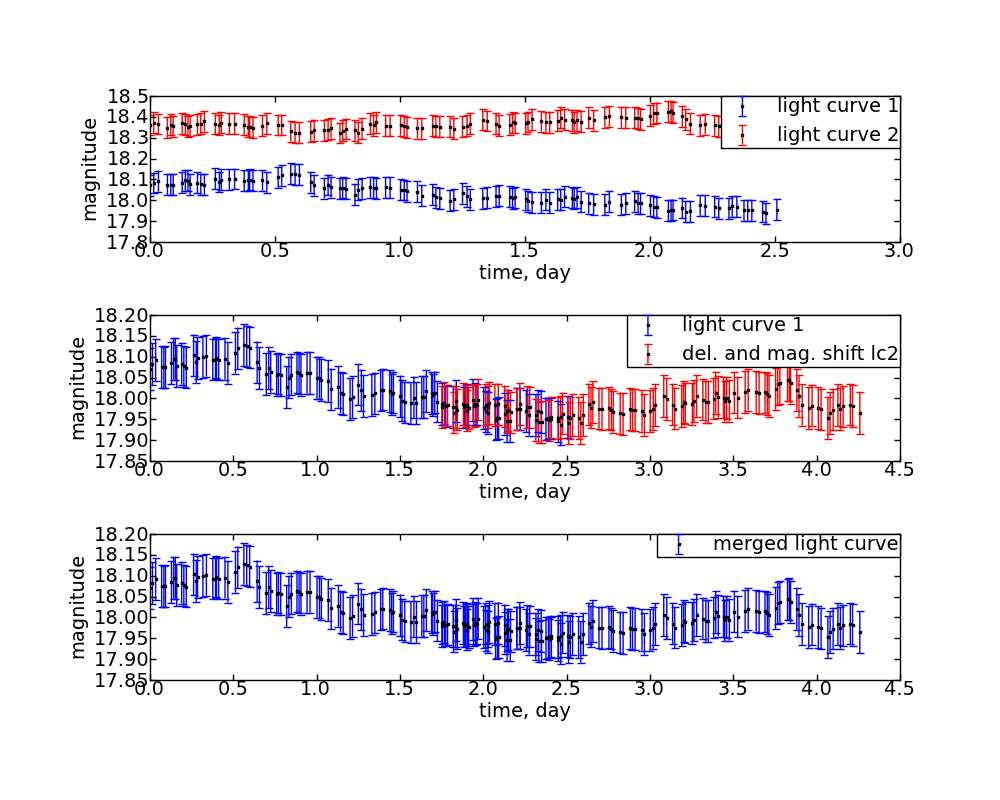 18.5
18.4
18.3
18.2
18.1
18.0
17.9
17.8
magnitude
light curve 1
light curve 2
0.0 0.5 1.0 1.5 2.0 2.5 3.0
time, day
18.20
18.15
18.10
18.05
18.00
17.95
17.90
17.85
magnitude
light curve 1
del. and mag. shift lc2
0.0 0.5 1.0 1.5 2.0 2.5 3.0 3.5 4.0 4.5
time, day
18.20
18.15
18.10
18.05
18.00
17.95
17.90
17.85
magnitude
merged light curve
0.0 0.5 1.0 1.5 2.0 2.5 3.0 3.5 4.0 4.5
time, day